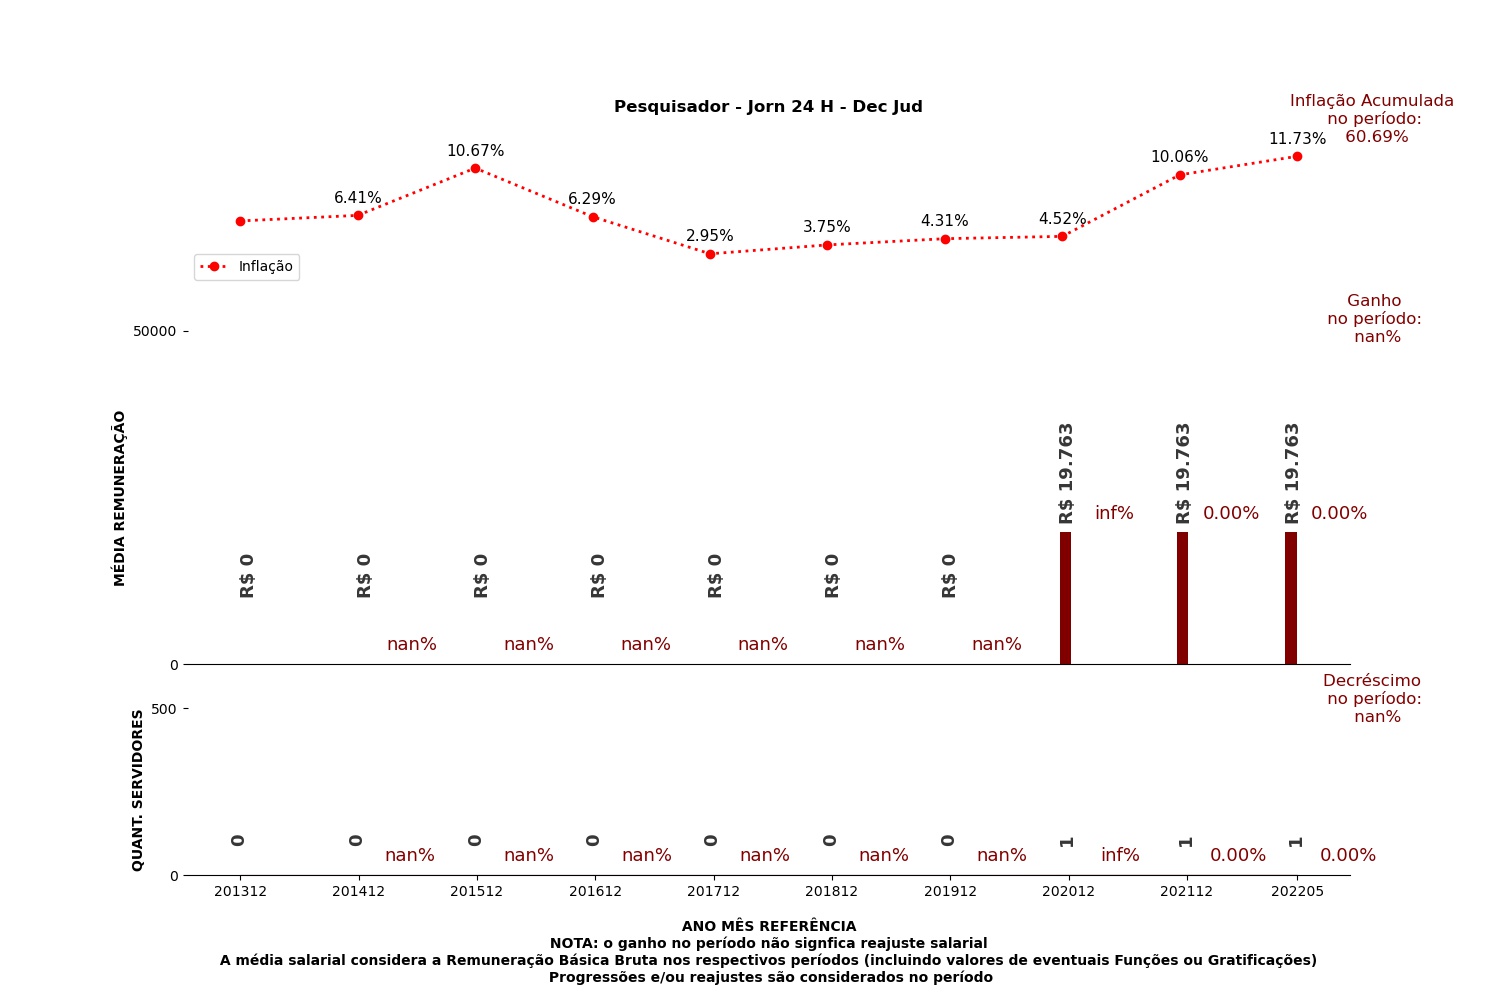 Pesquisador - Jorn 24 H - Dec Jud
Inflação Acumulada
no período:
60.69%
6.41%
10.67%
6.29%
2.95%
3.75%
4.31%
4.52%
10.06%
11.73%
Inflação
Ganho
no período:
nan%
50000
0
MÉDIA REMUNERAÇÃO
R$ 0
R$ 0
R$ 0
R$ 0
R$ 0
R$ 0
R$ 0
R$ 19.763
R$ 19.763
R$ 19.763
nan%
nan%
nan%
nan%
nan%
nan%
inf%
0.00%
0.00%
Decréscimo
no período:
nan%
500
0
QUANT. SERVIDORES
0
0
0
0
0
0
0
1
1
1
nan%
nan%
nan%
nan%
nan%
nan%
inf%
0.00%
0.00%
201312
201412
201512
201612
201712
201812
201912
202012
202112
202205
ANO MÊS REFERÊNCIA
NOTA: o ganho no período não signfica reajuste salarial
A média salarial considera a Remuneração Básica Bruta nos respectivos períodos (incluindo valores de eventuais Funções ou Gratificações)
Progressões e/ou reajustes são considerados no período